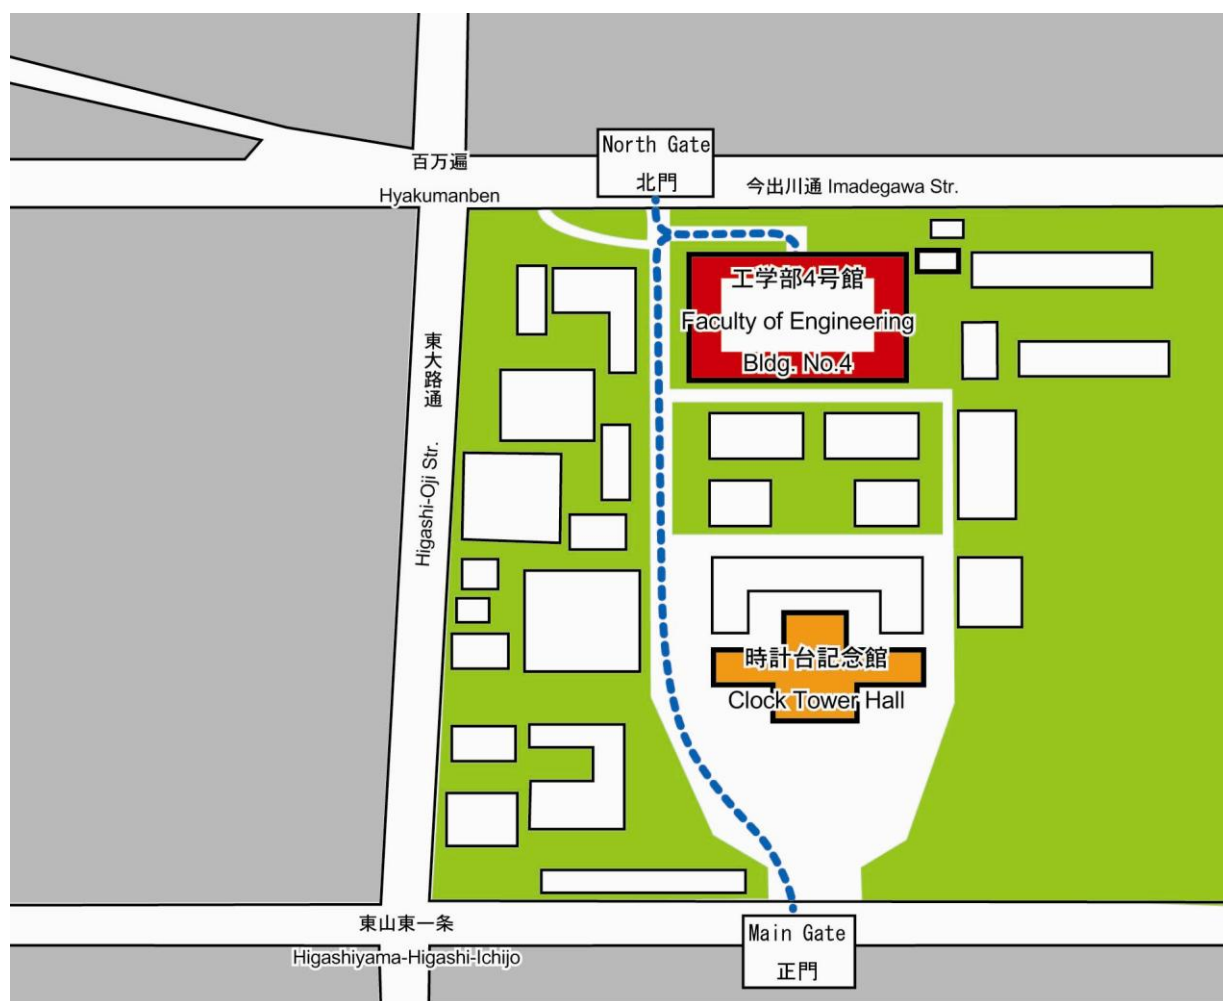 North Gate
北門
百万遍
Hyakumanben
今出川通 Imadegawa Str.
工学部4号館
Faculty of Engineering
Bldg. No.4
東大路通
Higashi-Oji Str.
時計台記念館
Clock Tower Hall
東山東一条
Higashiyama-Higashi-Ichijo
Main Gate
正門